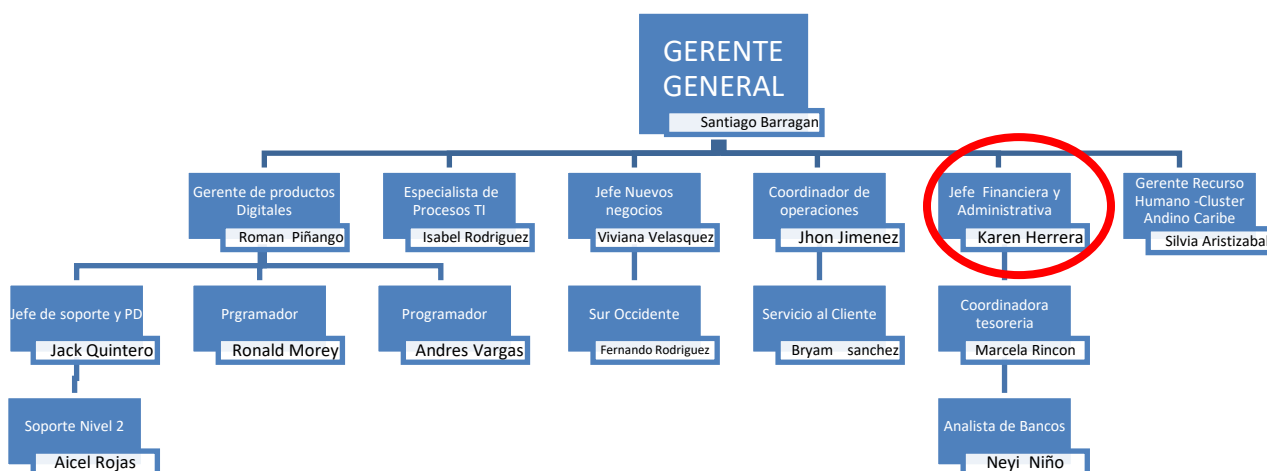 GERENTE
GENERAL
Santiago Barragan
Gerente de productos
Digitales
Roman Piñango
Especialista de
Procesos TI
Isabel Rodriguez
Jefe Nuevos
negocios
Viviana Velasquez
Coordinador de
operaciones
Jhon Jimenez
Jefe Financiera y
Administrativa
Karen Herrera
Gerente Recurso
Humano -Cluster
Andino Caribe
Silvia Aristizabal
Jefe de soporte y PD
Jack Quintero
Prgramador
Ronald Morey
Programador
Andres Vargas
Sur Occidente
Fernando Rodriguez
Servicio al Cliente
Bryam sanchez
Coordinadora
tesoreria
Marcela Rincon
Soporte Nivel 2
Aicel Rojas
Analista de Bancos
Neyi Niño